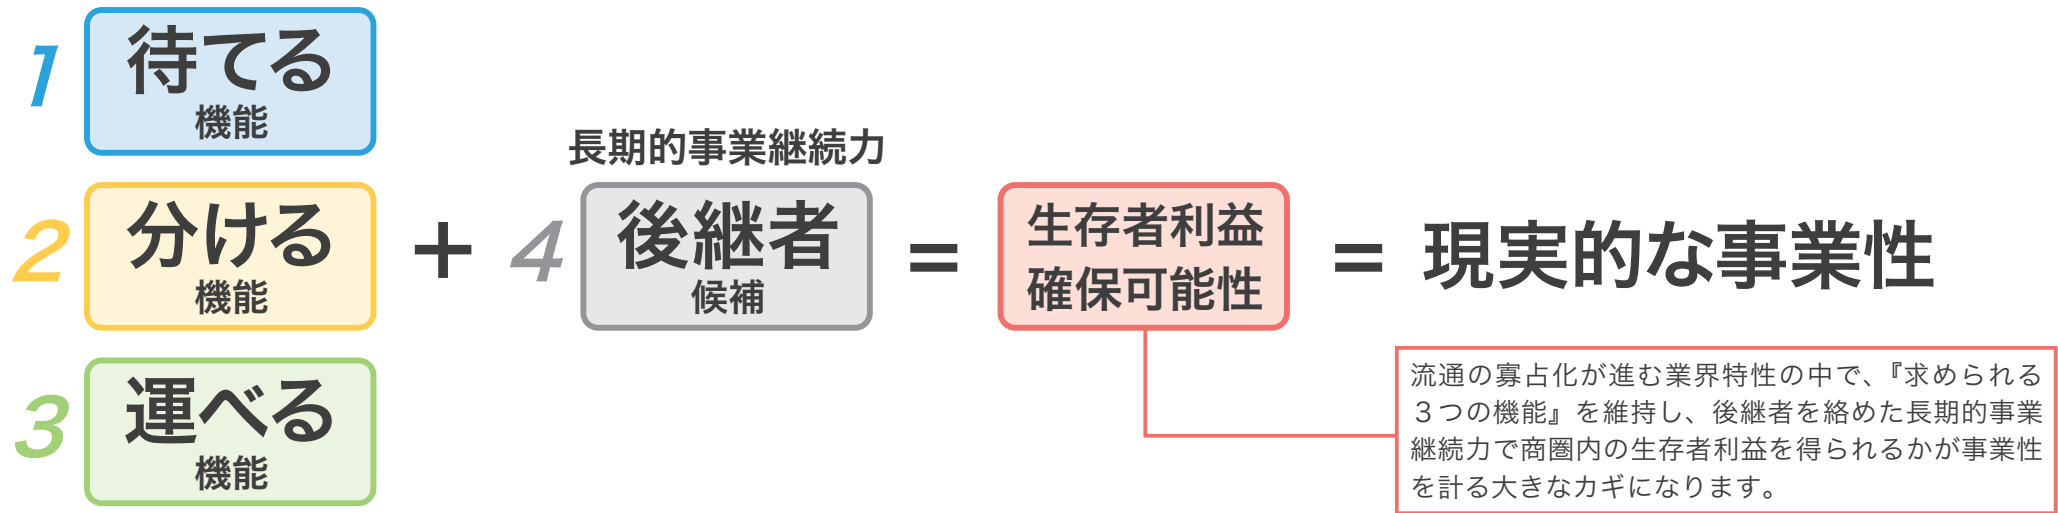 1
待てる
機能
2
分ける
機能
3
運べる
機能
+
長期的事業継続力
4
後継者
候補
=
生存者利益
確保可能性
=
現実的な事業性
流通の寡占化が進む業界特性の中で、『求められる
３つの機能』を維持し、後継者を絡めた長期的事業
継続力で商圏内の生存者利益を得られるかが事業性
を計る大きなカギになります。